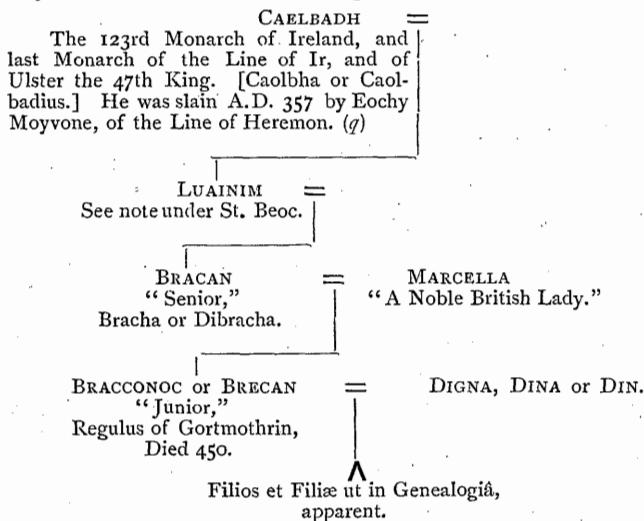 CAELBADH =
The 123rd Monarch of Ireland, and
last Monarch of the Line of Ir, and of
Ulster the 47th King. [Caolbha or Caol-
badius.] He was slain A.D. 357 by Eochy
Moyvone, of the Line of Heremon. (q)
LUAINIM =
See note under St. Beoc.
BRACAN = MARCELLA
"Senior," "A Noble British Lady."
Bracha or Dibracha.
BRACCONOC or BRECAN = DIGNA, DINA or DIN.
"Junior,"
Regulus of Gortmothrin,
Died 450.
Filios et Filiæ ut in Genealogiâ,
apparent.